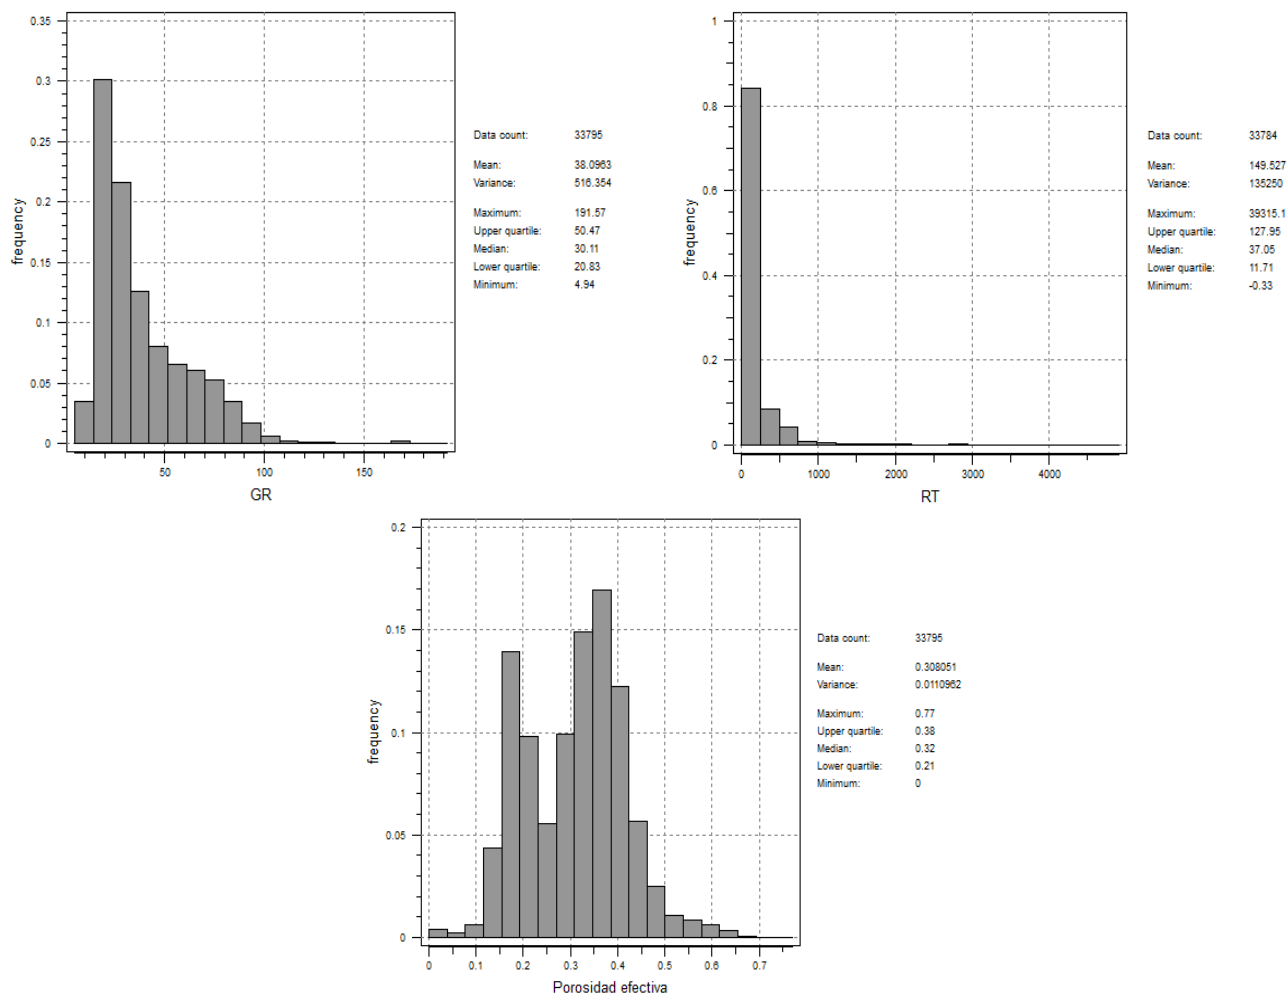 0.35
0.3
0.25
0.2
0.15
0.1
0.05
0
frequency
50 100 150
GR
Data count: 33795
Mean: 38.0963
Variance: 516.354
Maximum: 191.57
Upper quartile: 50.47
Median: 30.11
Lower quartile: 20.83
Minimum: 4.94
1
0.8
0.6
0.4
0.2
0
frequency
0 1000 2000 3000 4000
RT
Data count: 33784
Mean: 149.527
Variance: 135250
Maximum: 39315.1
Upper quartile: 127.95
Median: 37.05
Lower quartile: 11.71
Minimum: -0.33
0.2
0.15
0.1
0.05
0
frequency
0 0.1 0.2 0.3 0.4 0.5 0.6 0.7
Porosidad efectiva
Data count: 33795
Mean: 0.308051
Variance: 0.0110962
Maximum: 0.77
Upper quartile: 0.38
Median: 0.32
Lower quartile: 0.21
Minimum: 0